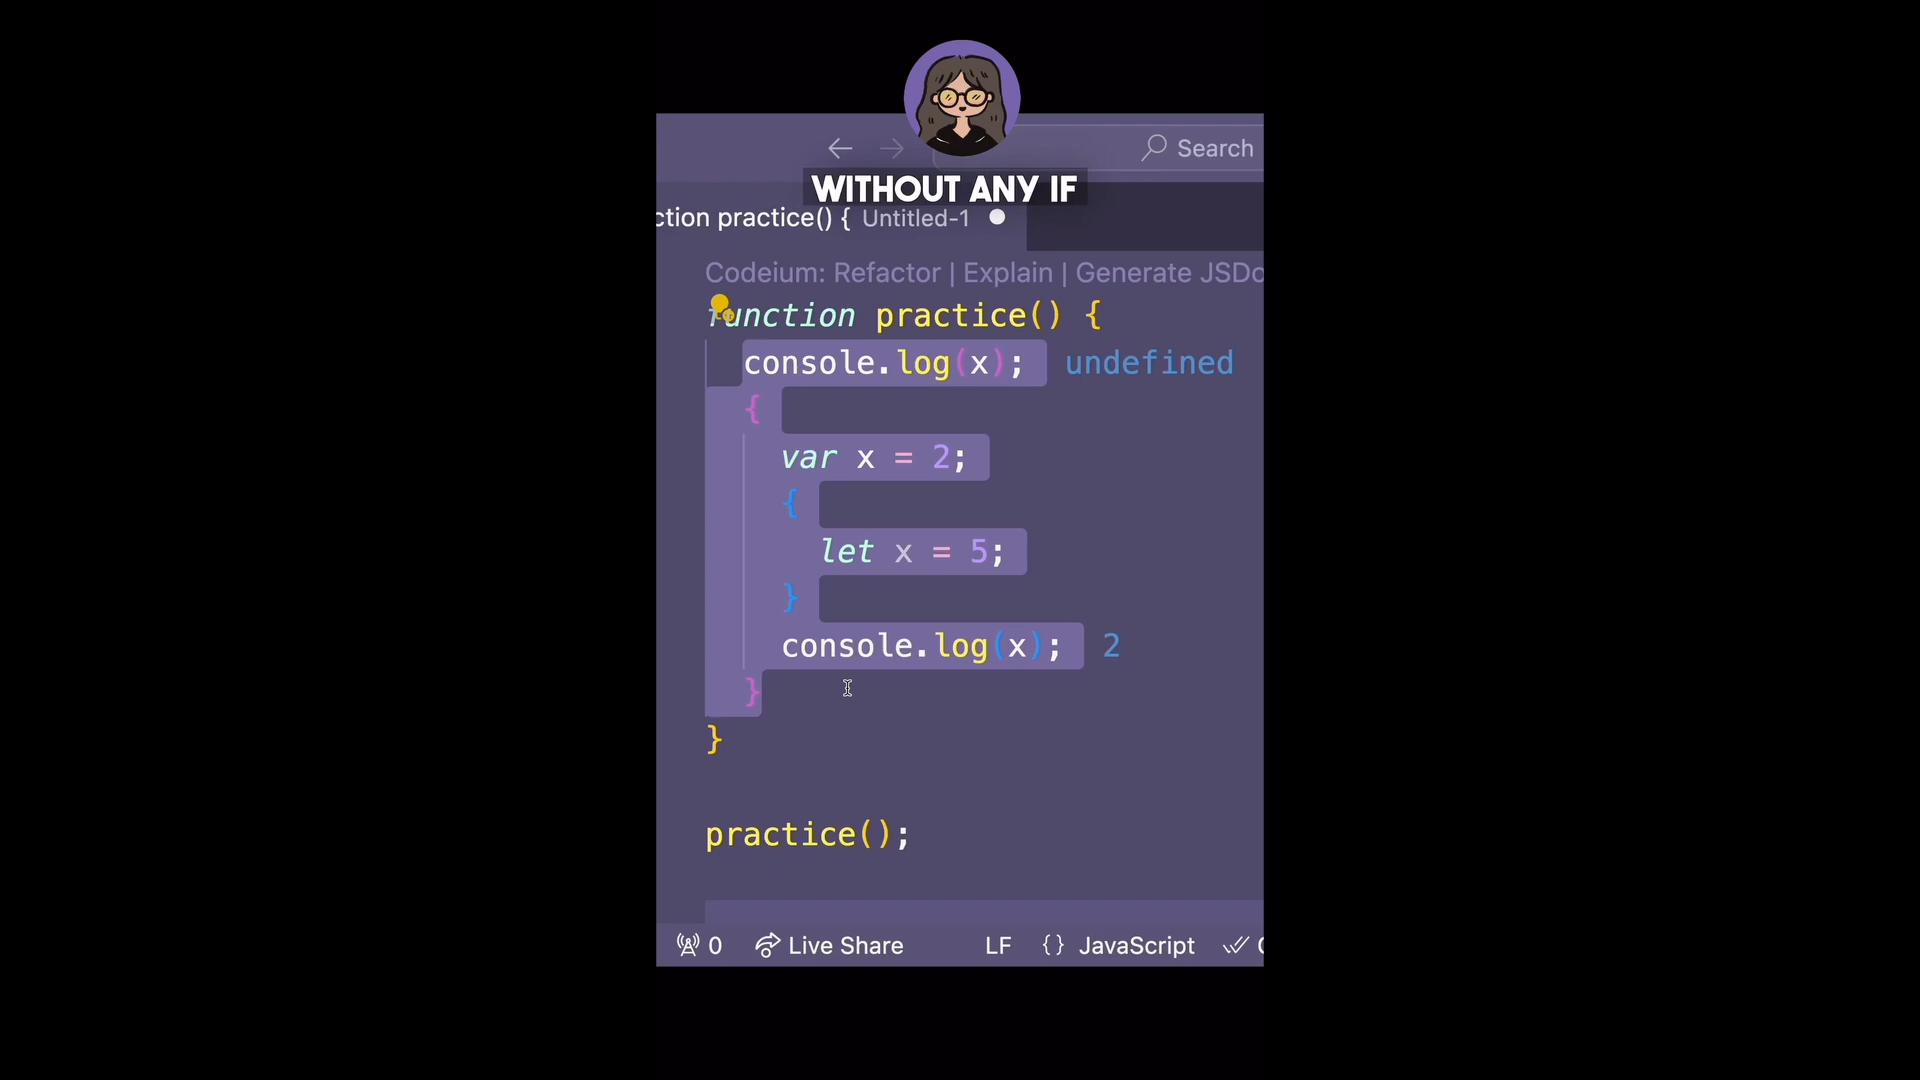 Search
WITHOUT ANY IF
ction practice() { Untitled-1
Codeium: Refactor | Explain | Generate JSDo
function practice() {
console.log(x); undefined
{
var x = 2;
{
let x = 5;
}
console.log(x); 2
}
}
practice();
0 Live Share LF {} JavaScript